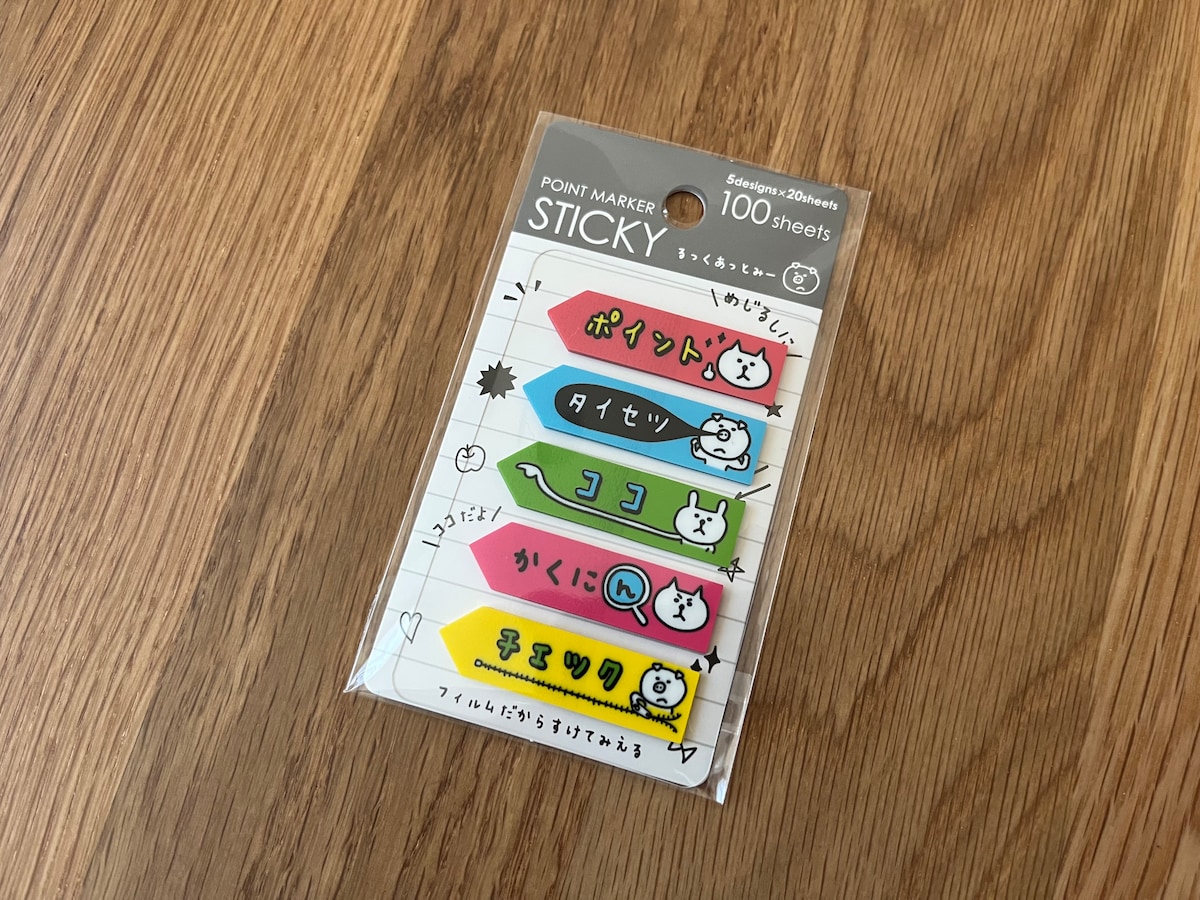 5designs×20sheets
POINT MARKER
100 sheets
STICKY
るっくあっとみー
めじるし
ポイント
タイセツ
ココ
ココだよ
かくにん
チェック
フィルムだからすけてみえる